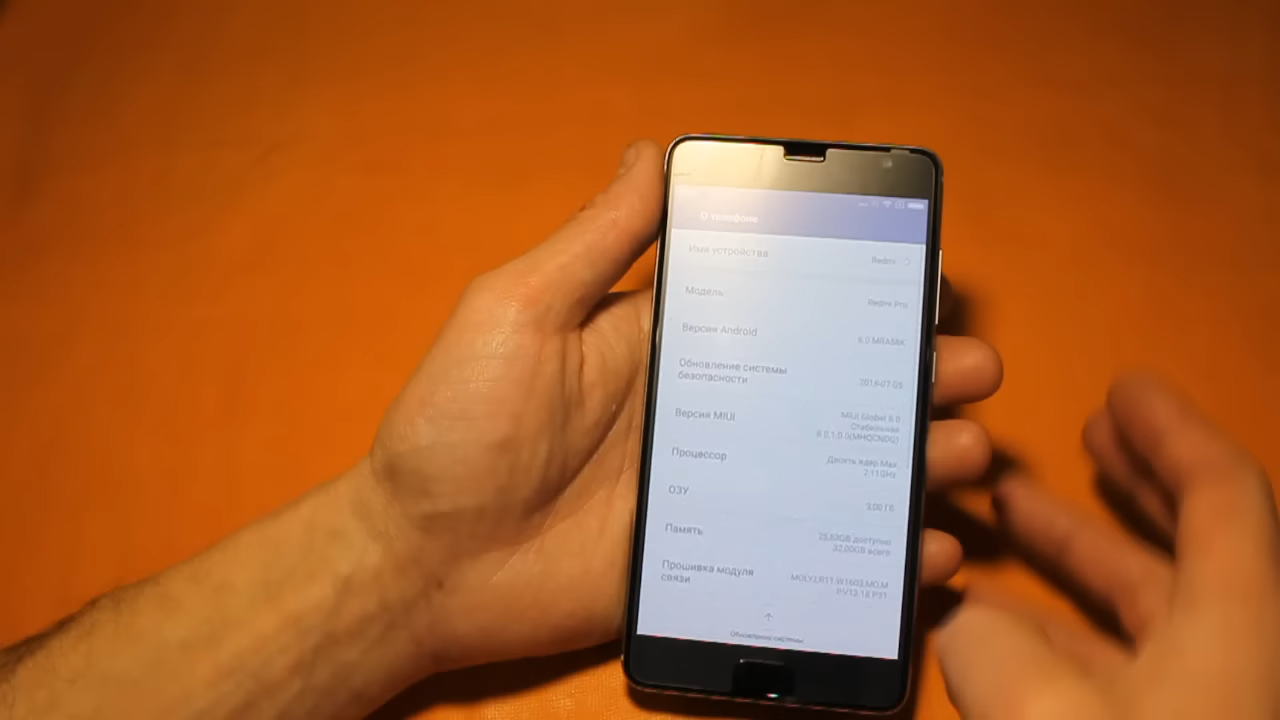 О телефоне
Имя устройства
Redmi
Модель
Redmi Pro
Версия Android
6.0 MRA58K
Обновление системы
безопасности
2016-07-05
Версия MIUI
MIUI Global 8.0
Стабильная
8.0.1.0.0(MHQCNDG)
Процессор
Десять ядер Max
2,11GHz
ОЗУ
3,00 Гб
Память
25,63GB доступно
32,00GB всего
Прошивка модуля
связи
MOLY.LR11.W1603.MD.M
P.V13.18.P31
Обновление системы